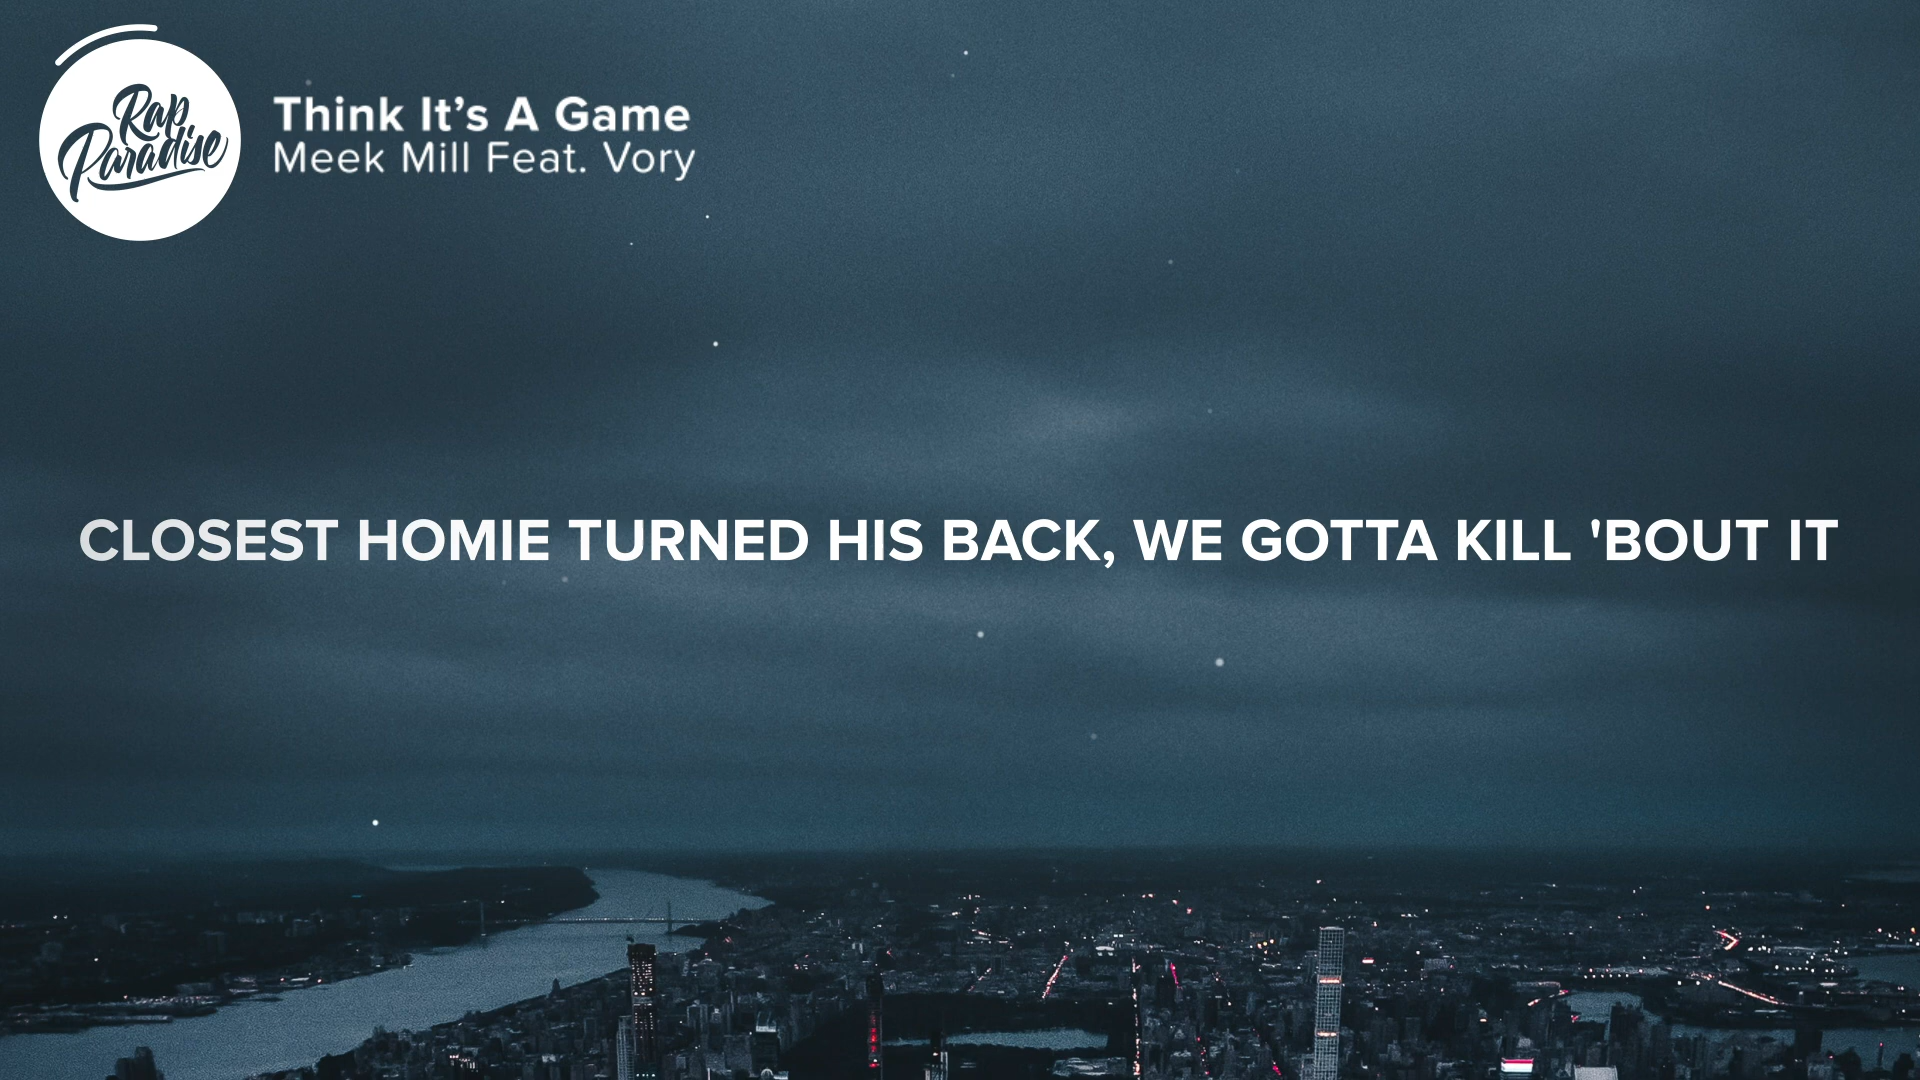 Rap
Paradise
Think It’s A Game
Meek Mill Feat. Vory
CLOSEST HOMIE TURNED HIS BACK, WE GOTTA KILL 'BOUT IT